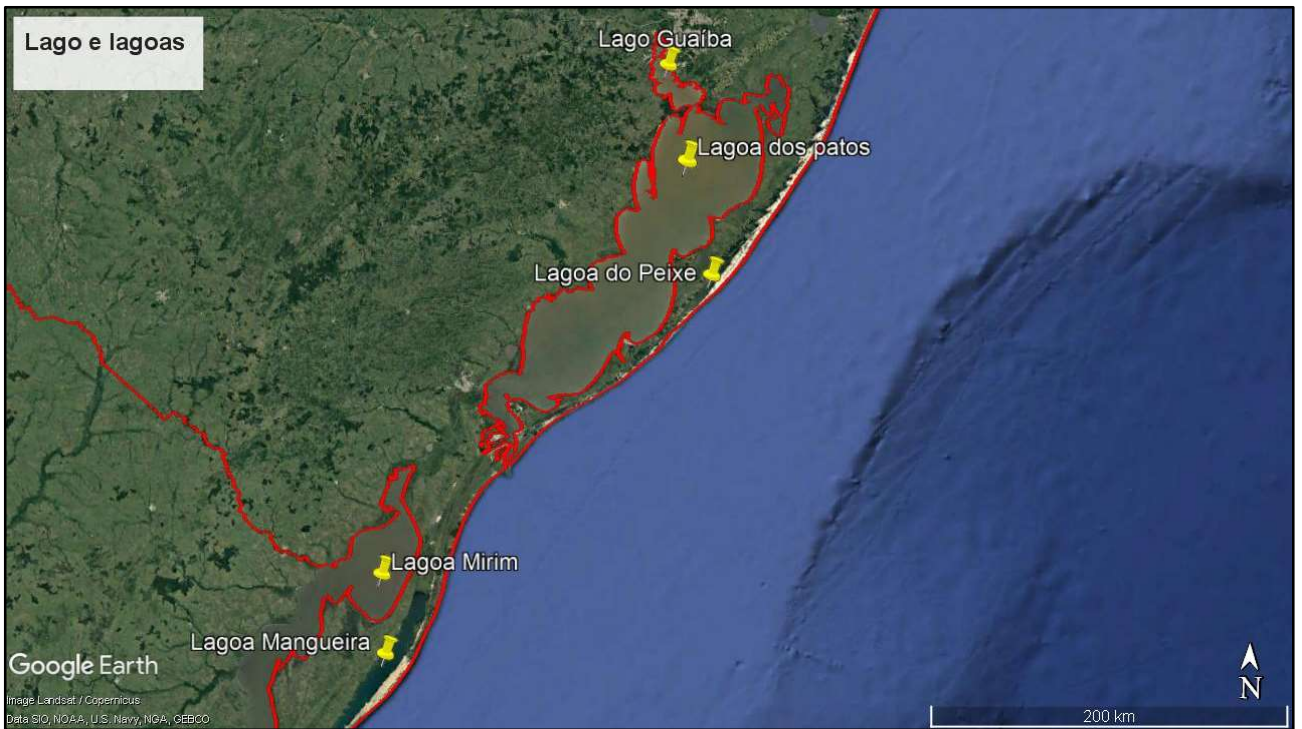 Lago e lagoas
Lago Guaíba
Lagoa dos patos
Lagoa do Peixe
Lagoa Mirim
Lagoa Mangueira
Google Earth
Image Landsat / Copernicus
Data SIO, NOAA, U.S. Navy, NGA, GEBCO
N
200 km